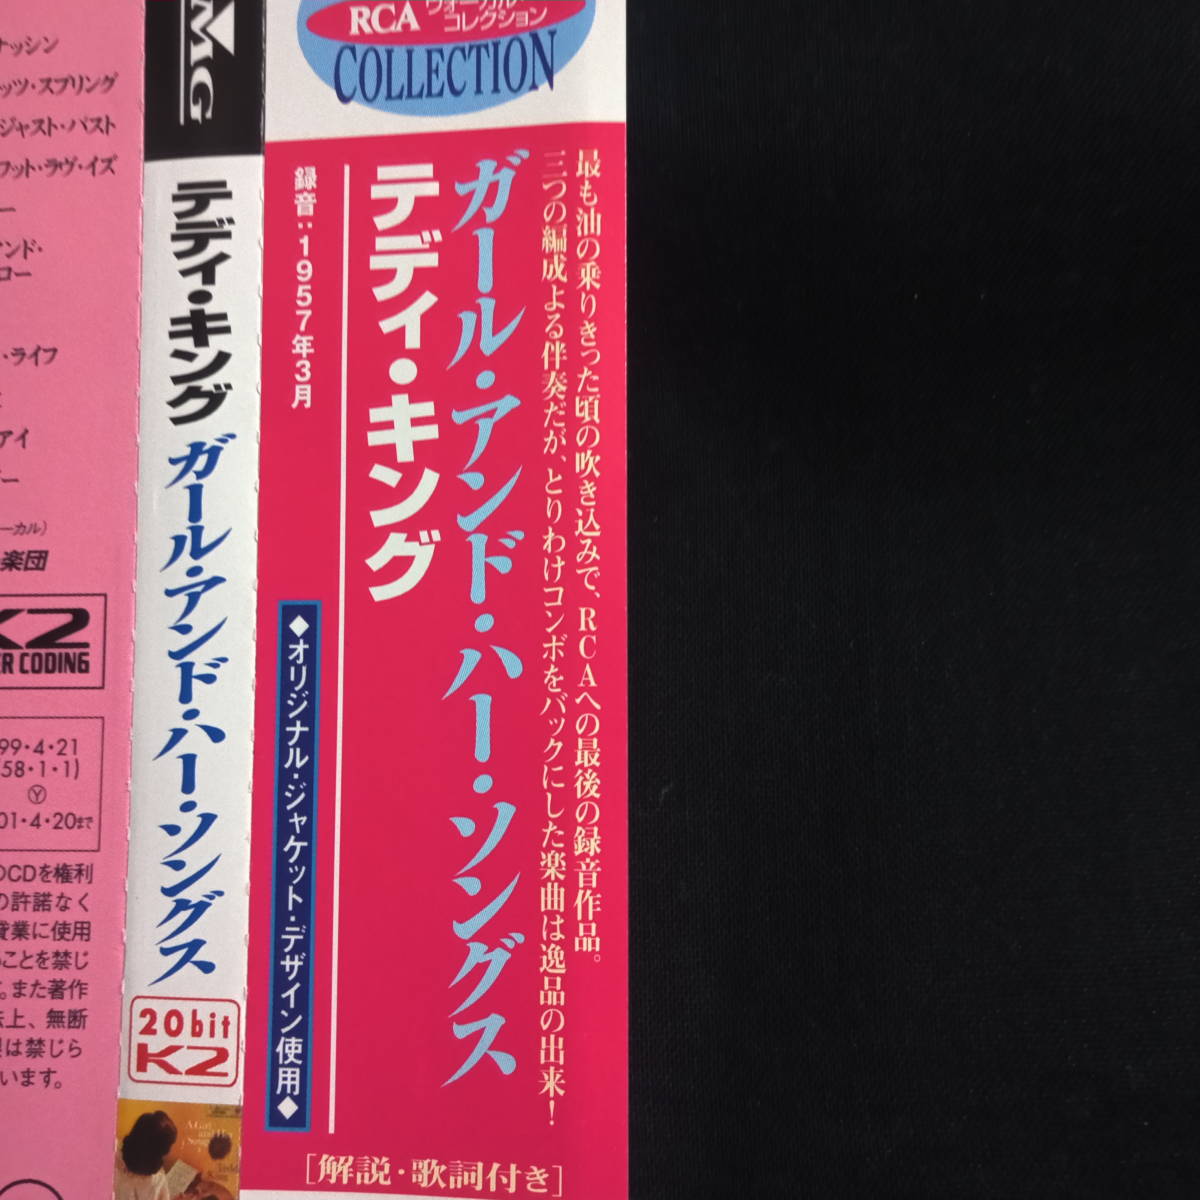 ナッシン
ッツ・スプリング
ジャスト・パスト
フット・ラヴ・イズ
ー
アンド・
コー
・ライフ
アイ
ー
ーカル）
楽団
K2
ER CODING
99・4・21
58・1・1)
Ⓨ
01・4・20まで
のCDを権利
の許諾なく
貸業に使用
ことを禁じ
。また著作
法上、無断
は禁じら
います。
MG
テディ・キング
ガール・アンド・ハー・ソングス
20bit
K2
A Girl
and Her
Songs
RCA
ヴォーカル・
コレクション
COLLECTION
最も油の乗りきった頃の吹き込みで、RCAへの最後の録音作品。
三つの編成よる伴奏だが、とりわけコンボをバックにした楽曲は逸品の出来！
ガール・アンド・ハー・ソングス
テディ・キング
録音：1957年3月
◆オリジナル・ジャケット・デザイン使用◆
［解説・歌詞付き］